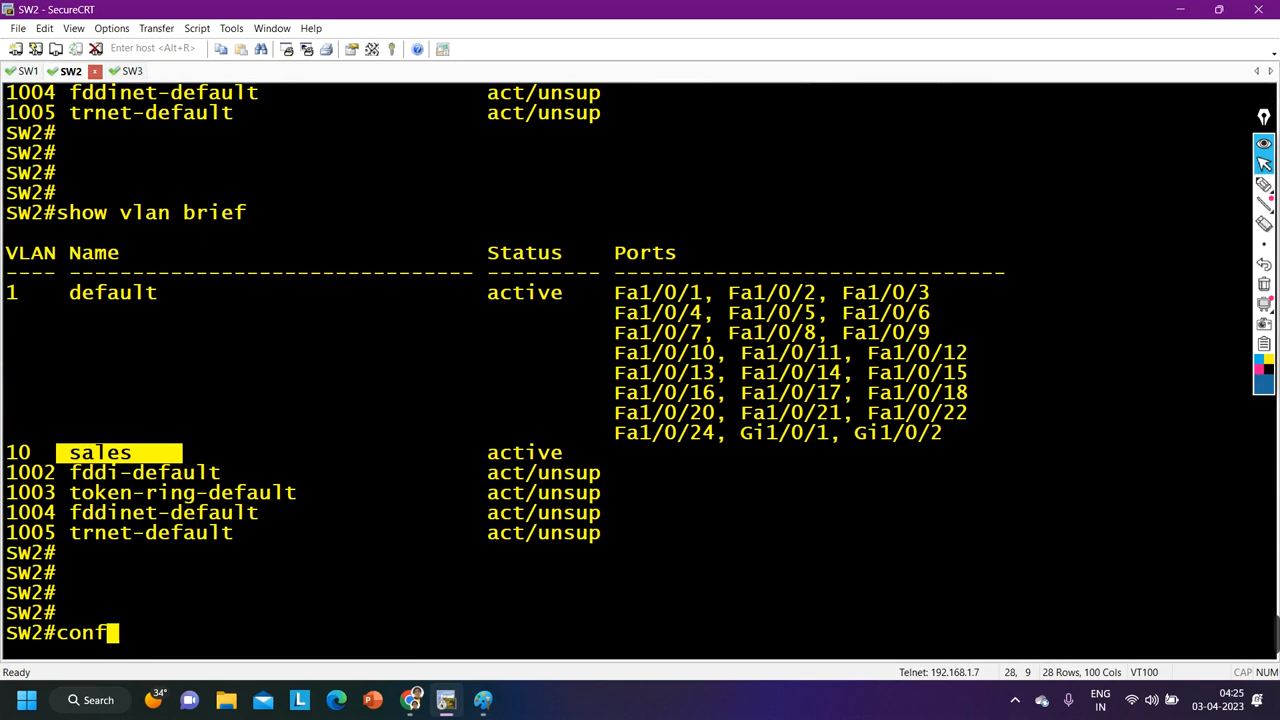 SW2 - SecureCRT
File Edit View Options Transfer Script Tools Window Help
Enter host <Alt+R>
SW1 SW2 x SW3
1004 fddinet-default act/unsup
1005 trnet-default act/unsup
SW2#
SW2#
SW2#
SW2#
SW2#show vlan brief
VLAN Name Status Ports
---- -------------------------------- --------- -------------------------------
1 default active Fa1/0/1, Fa1/0/2, Fa1/0/3
Fa1/0/4, Fa1/0/5, Fa1/0/6
Fa1/0/7, Fa1/0/8, Fa1/0/9
Fa1/0/10, Fa1/0/11, Fa1/0/12
Fa1/0/13, Fa1/0/14, Fa1/0/15
Fa1/0/16, Fa1/0/17, Fa1/0/18
Fa1/0/20, Fa1/0/21, Fa1/0/22
Fa1/0/24, Gi1/0/1, Gi1/0/2
10 sales active
1002 fddi-default act/unsup
1003 token-ring-default act/unsup
1004 fddinet-default act/unsup
1005 trnet-default act/unsup
SW2#
SW2#
SW2#
SW2#
SW2#conf
Ready Telnet: 192.168.1.7 28, 9 28 Rows, 100 Cols VT100 CAP NUM
34° Search ENG 04:25
IN 03-04-2023